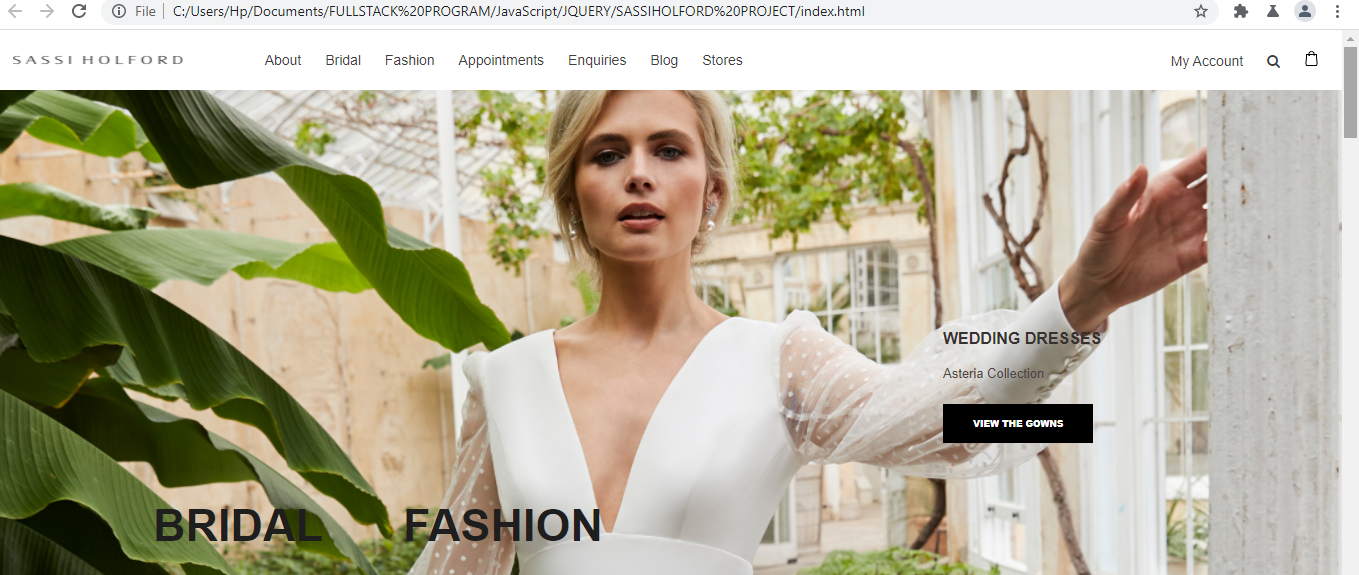 File C:/Users/Hp/Documents/FULLSTACK%20PROGRAM/JavaScript/JQUERY/SASSIHOLFORD%20PROJECT/index.html
SASSI HOLFORD About Bridal Fashion Appointments Enquiries Blog Stores My Account
WEDDING DRESSES
Asteria Collection
VIEW THE GOWNS
BRIDAL FASHION